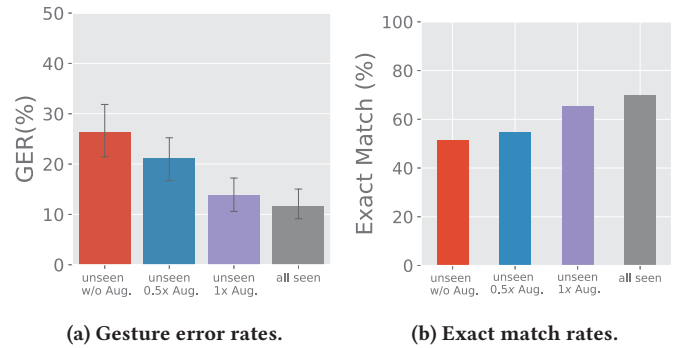 50
40
30
20
10
0
GER(%)
unseen
w/o Aug.
unseen
0.5x Aug.
unseen
1x Aug.
all seen
(a) Gesture error rates.
100
80
60
40
20
0
Exact Match (%)
unseen
w/o Aug.
unseen
0.5x Aug.
unseen
1x Aug.
all seen
(b) Exact match rates.